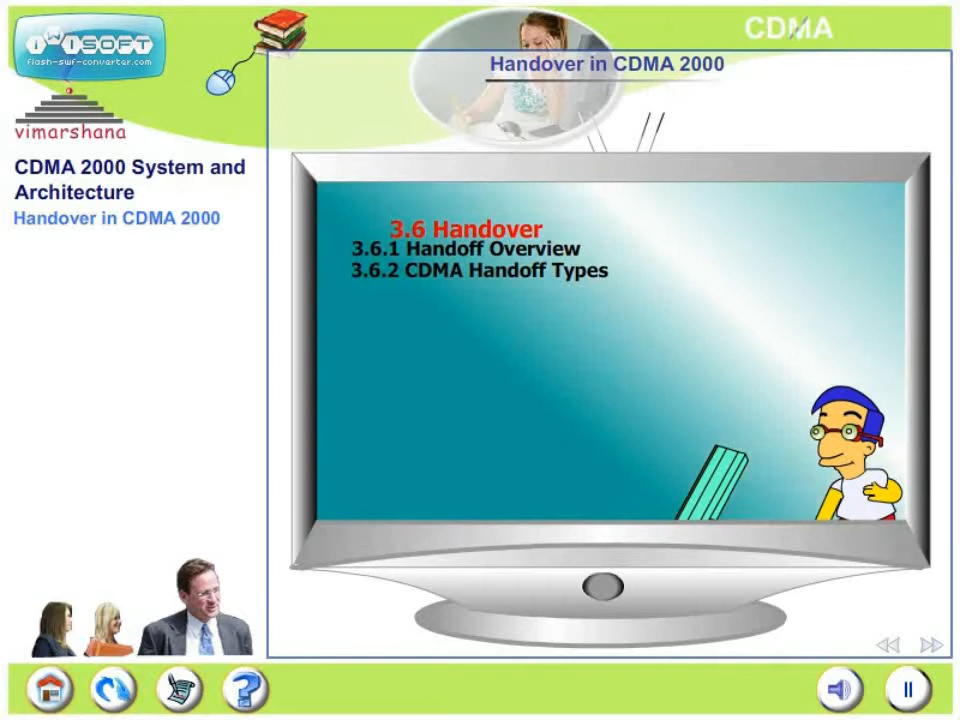 iWiSOFT
flash-swf-converter.com
vimarshana
CDMA
Handover in CDMA 2000
CDMA 2000 System and
Architecture
Handover in CDMA 2000
3.6 Handover
3.6.1 Handoff Overview
3.6.2 CDMA Handoff Types